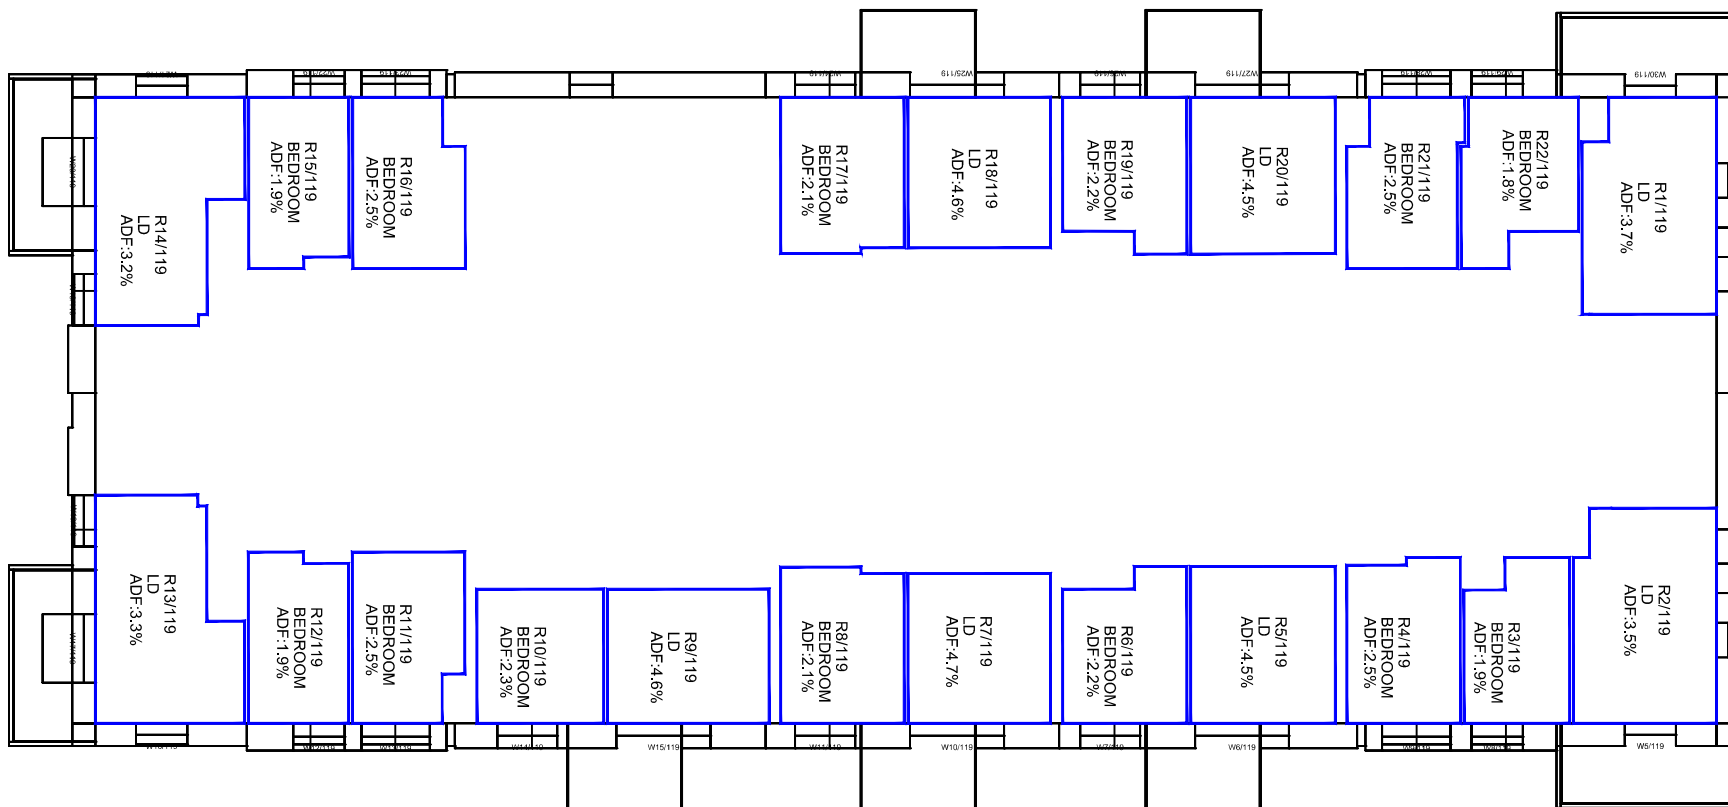 W25/119
W27/119
W30/119
R14/119
LD
ADF:3.2%
R15/119
BEDROOM
ADF:1.9%
R16/119
BEDROOM
ADF:2.5%
R17/119
BEDROOM
ADF:2.1%
R18/119
LD
ADF:4.6%
R19/119
BEDROOM
ADF:2.2%
R20/119
LD
ADF:4.5%
R21/119
BEDROOM
ADF:2.5%
R22/119
BEDROOM
ADF:1.8%
R1/119
LD
ADF:3.7%
R13/119
LD
ADF:3.3%
R12/119
BEDROOM
ADF:1.9%
R11/119
BEDROOM
ADF:2.5%
R10/119
BEDROOM
ADF:2.3%
R9/119
LD
ADF:4.6%
R8/119
BEDROOM
ADF:2.1%
R7/119
LD
ADF:4.7%
R6/119
BEDROOM
ADF:2.2%
R5/119
LD
ADF:4.5%
R4/119
BEDROOM
ADF:2.5%
R3/119
BEDROOM
ADF:1.9%
R2/119
LD
ADF:3.5%
W15/119
W10/119
W6/119
W5/119